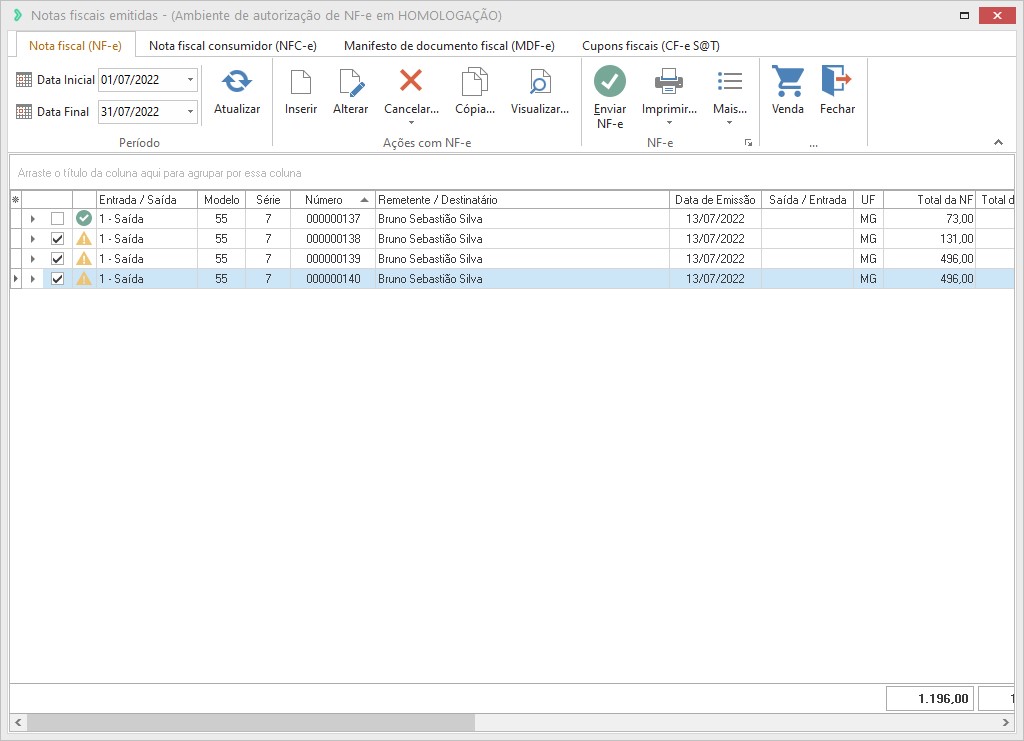 Notas fiscais emitidas - (Ambiente de autorização de NF-e em HOMOLOGAÇÃO)
Nota fiscal (NF-e) Nota fiscal consumidor (NFC-e) Manifesto de documento fiscal (MDF-e) Cupons fiscais (CF-e S@T)
Data Inicial 01/07/2022
Data Final 31/07/2022
Atualizar Inserir Alterar Cancelar... Cópia... Visualizar... Enviar NF-e Imprimir... Mais... Venda Fechar
Período Ações com NF-e NF-e ...
Arraste o título da coluna aqui para agrupar por essa coluna
Entrada / Saída Modelo Série Número Remetente / Destinatário Data de Emissão Saída / Entrada UF Total da NF Total d
1 - Saída 55 7 000000137 Bruno Sebastião Silva 13/07/2022 MG 73,00
1 - Saída 55 7 000000138 Bruno Sebastião Silva 13/07/2022 MG 131,00
1 - Saída 55 7 000000139 Bruno Sebastião Silva 13/07/2022 MG 496,00
1 - Saída 55 7 000000140 Bruno Sebastião Silva 13/07/2022 MG 496,00
1.196,00 1